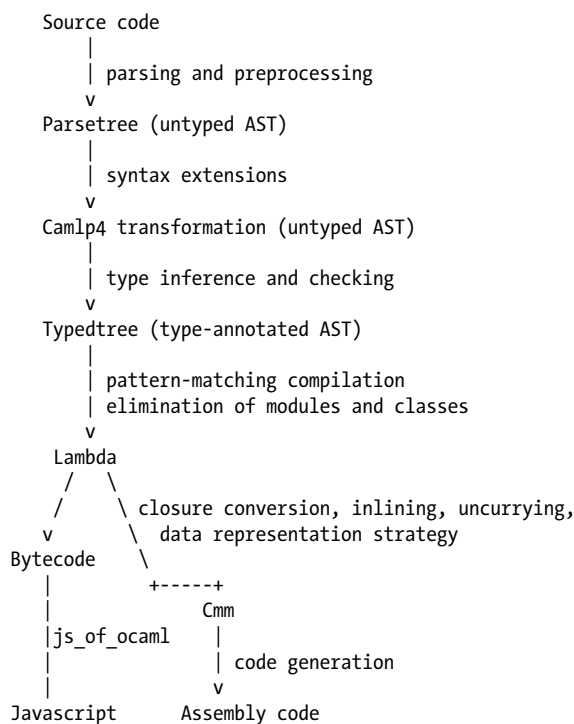 Source code
parsing and preprocessing
Parsetree (untyped AST)
syntax extensions
Camlp4 transformation (untyped AST)
type inference and checking
Typedtree (type-annotated AST)
pattern-matching compilation
elimination of modules and classes
Lambda
closure conversion, inlining, uncurrying,
data representation strategy
Bytecode
Cmm
js_of_ocaml
code generation
Javascript Assembly code